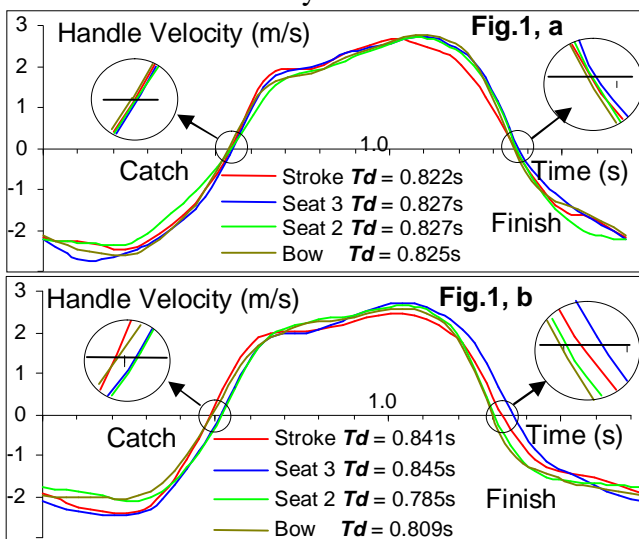 Handle Velocity (m/s)
Fig.1, a
3
2
1
0
-1
-2
1.0
Catch
Time (s)
Finish
Stroke Td = 0.822s
Seat 3 Td = 0.827s
Seat 2 Td = 0.827s
Bow Td = 0.825s
Handle Velocity (m/s)
Fig.1, b
3
2
1
0
-1
-2
1.0
Catch
Time (s)
Finish
Stroke Td = 0.841s
Seat 3 Td = 0.845s
Seat 2 Td = 0.785s
Bow Td = 0.809s